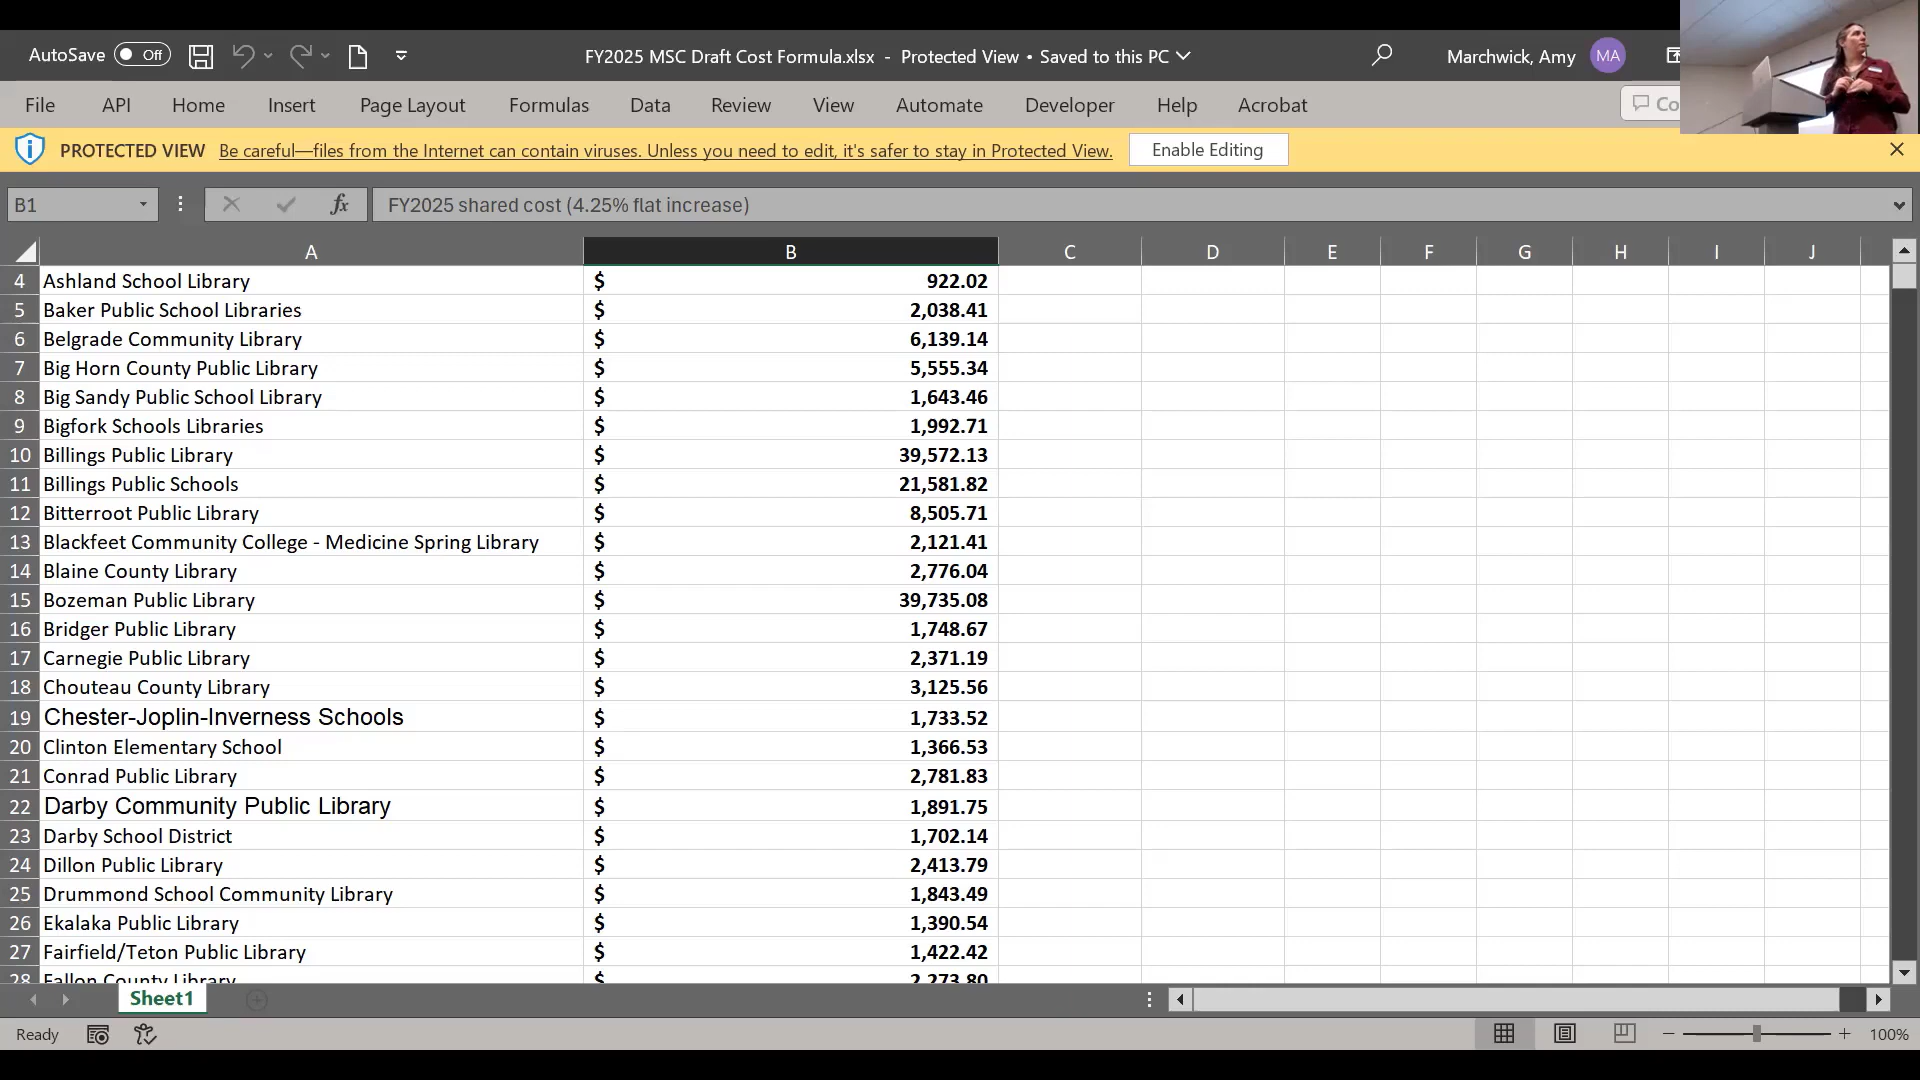 AutoSave Off FY2025 MSC Draft Cost Formula.xlsx - Protected View • Saved to this PC Marchwick, Amy MA
File API Home Insert Page Layout Formulas Data Review View Automate Developer Help Acrobat Co
PROTECTED VIEW Be careful—files from the Internet can contain viruses. Unless you need to edit, it's safer to stay in Protected View. Enable Editing
B1 fx FY2025 shared cost (4.25% flat increase)
A B C D E F G H I J
4 Ashland School Library $ 922.02
5 Baker Public School Libraries $ 2,038.41
6 Belgrade Community Library $ 6,139.14
7 Big Horn County Public Library $ 5,555.34
8 Big Sandy Public School Library $ 1,643.46
9 Bigfork Schools Libraries $ 1,992.71
10 Billings Public Library $ 39,572.13
11 Billings Public Schools $ 21,581.82
12 Bitterroot Public Library $ 8,505.71
13 Blackfeet Community College - Medicine Spring Library $ 2,121.41
14 Blaine County Library $ 2,776.04
15 Bozeman Public Library $ 39,735.08
16 Bridger Public Library $ 1,748.67
17 Carnegie Public Library $ 2,371.19
18 Chouteau County Library $ 3,125.56
19 Chester-Joplin-Inverness Schools $ 1,733.52
20 Clinton Elementary School $ 1,366.53
21 Conrad Public Library $ 2,781.83
22 Darby Community Public Library $ 1,891.75
23 Darby School District $ 1,702.14
24 Dillon Public Library $ 2,413.79
25 Drummond School Community Library $ 1,843.49
26 Ekalaka Public Library $ 1,390.54
27 Fairfield/Teton Public Library $ 1,422.42
28 Fallon County Library $ 2,273.80
Sheet1
Ready 100%